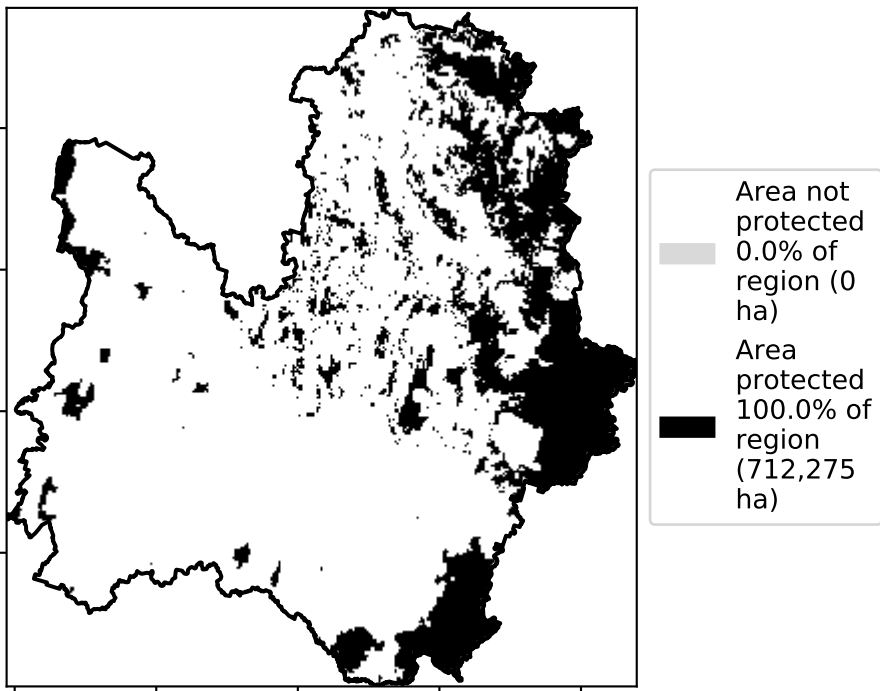 Area not
protected
0.0% of
region (0
ha)
Area
protected
100.0% of
region
(712,275
ha)